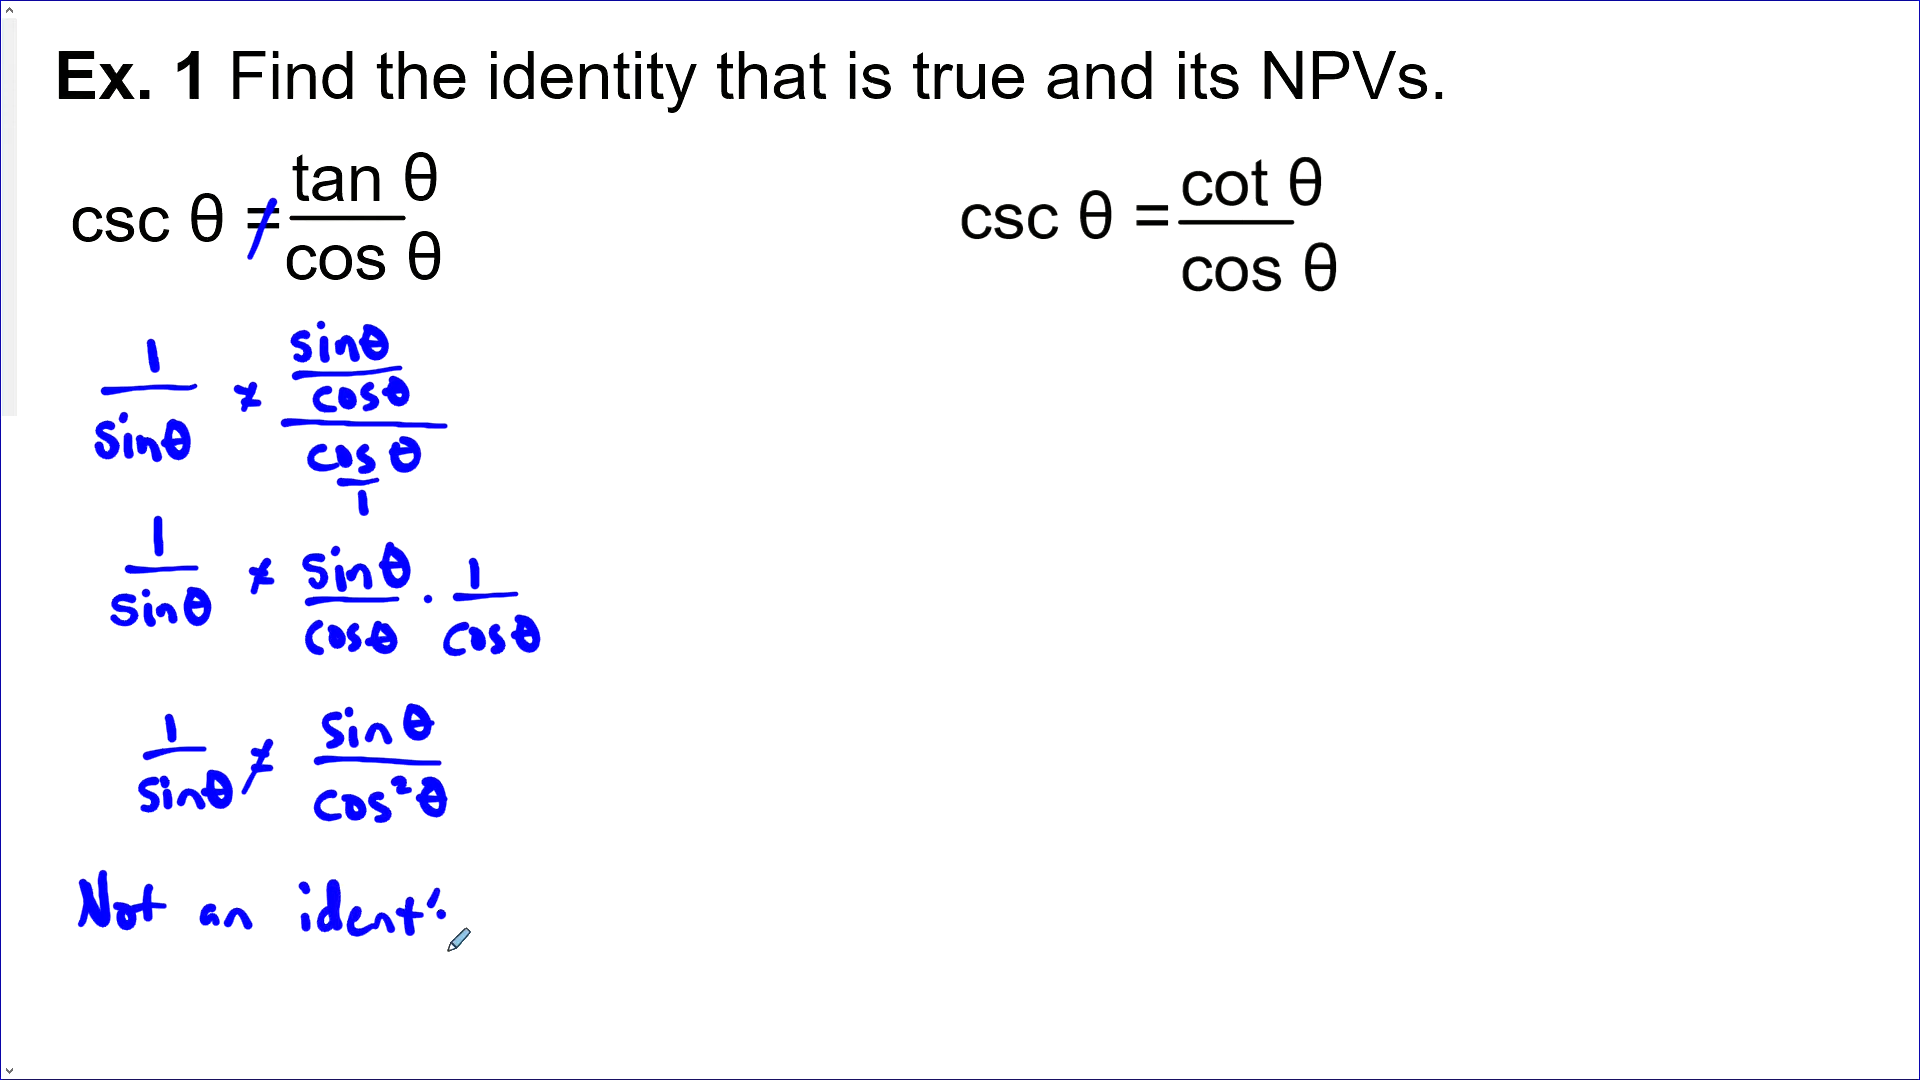 Ex. 1 Find the identity that is true and its NPVs.
csc θ ≠ tan θ / cos θ
csc θ = cot θ / cos θ
1 / sinθ ≠ (sinθ / cosθ) / (cosθ / 1)
1 / sinθ ≠ sinθ / cosθ · 1 / cosθ
1 / sinθ ≠ sinθ / cos²θ
Not an identi